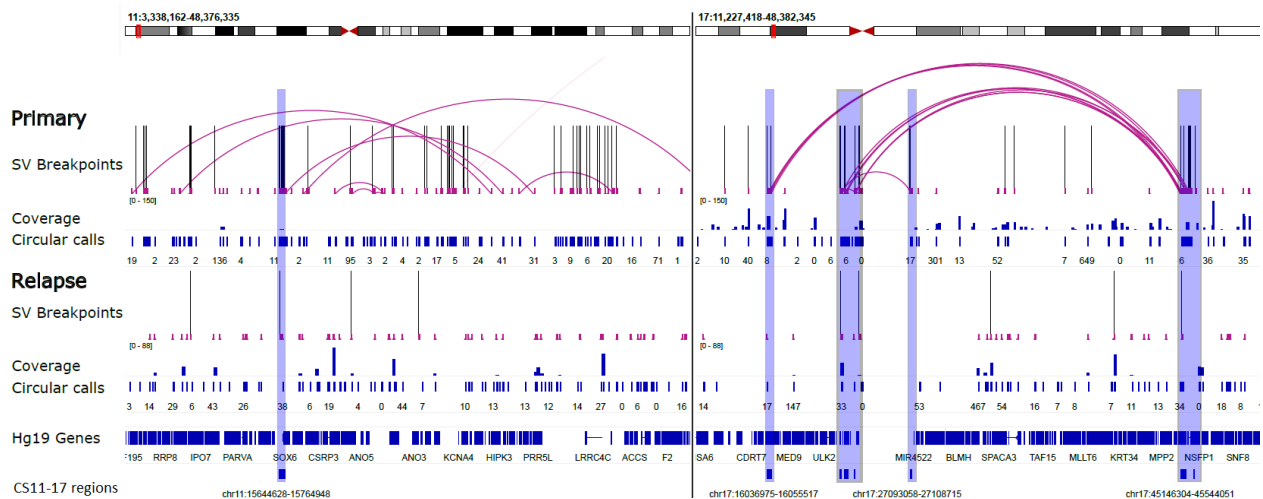 11:3,338,162-48,376,335 17:11,227,418-48,382,345
Primary
SV Breakpoints
[0 - 150] [0 - 150]
Coverage
Circular calls
19 2 23 2 136 4 11 2 11 95 3 2 4 2 17 5 24 41 31 3 9 6 20 16 71 1 2 10 40 8 2 0 6 6 0 17 301 13 52 7 649 0 11 6 36 35
Relapse
SV Breakpoints
[0 - 88] [0 - 88]
Coverage
Circular calls
3 14 29 6 43 26 38 6 19 4 0 44 7 10 13 13 12 14 27 0 6 0 16 14 17 147 33 0 53 467 54 16 7 8 7 11 13 34 0 18 8
Hg19 Genes
F195 RRP8 IPO7 PARVA SOX6 CSRP3 ANO5 ANO3 KCNA4 HIPK3 PRR5L LRRC4C ACCS F2 SA6 CDRT7 MED9 ULK2 MIR4522 BLMH SPACA3 TAF15 MLLT6 KRT34 MPP2 NSFP1 SNF8
CS11-17 regions
chr11:15644628-15764948 chr17:16036975-16055517 chr17:27093058-27108715 chr17:45146304-45544051